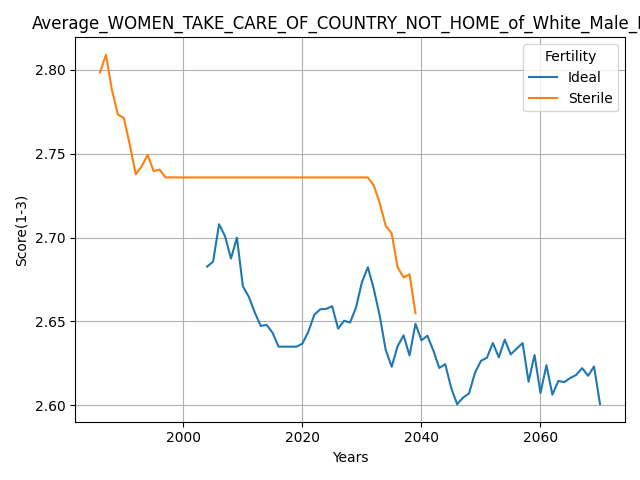 Average_WOMEN_TAKE_CARE_OF_COUNTRY_NOT_HOME_of_White_Male_
Fertility
Ideal
Sterile
2.80
2.75
2.70
2.65
2.60
Score(1-3)
2000
2020
2040
2060
Years